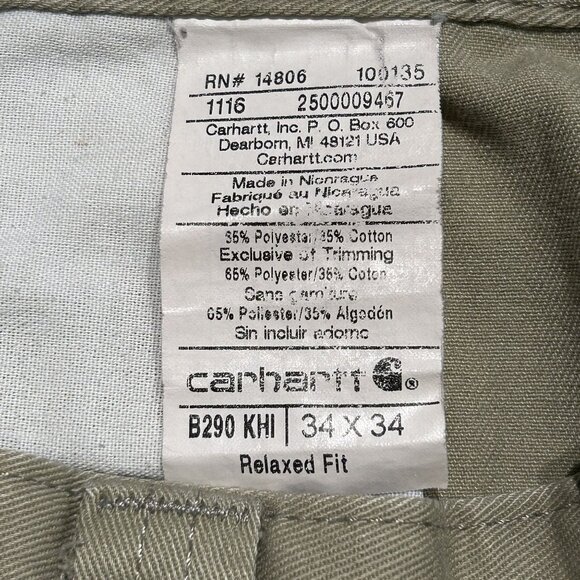 RN# 14806 100135
1116 2500009467
Carhartt, Inc. P. O. Box 600
Dearborn, MI 48121 USA
Carhartt.com
Made in Nicaragua
Fabriqué au Nicaragua
Hecho en Nicaragua
65% Polyester/35% Cotton
Exclusive of Trimming
65% Polyester/35% Coton
Sans garniture
65% Poliester/35% Algodón
Sin incluir adorno
carhartt ®
B290 KHI 34 X 34
Relaxed Fit